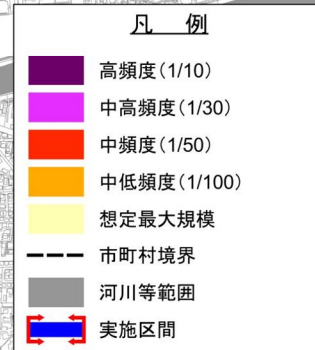 凡 例
高頻度(1/10)
中高頻度(1/30)
中頻度(1/50)
中低頻度(1/100)
想定最大規模
市町村境界
河川等範囲
実施区間